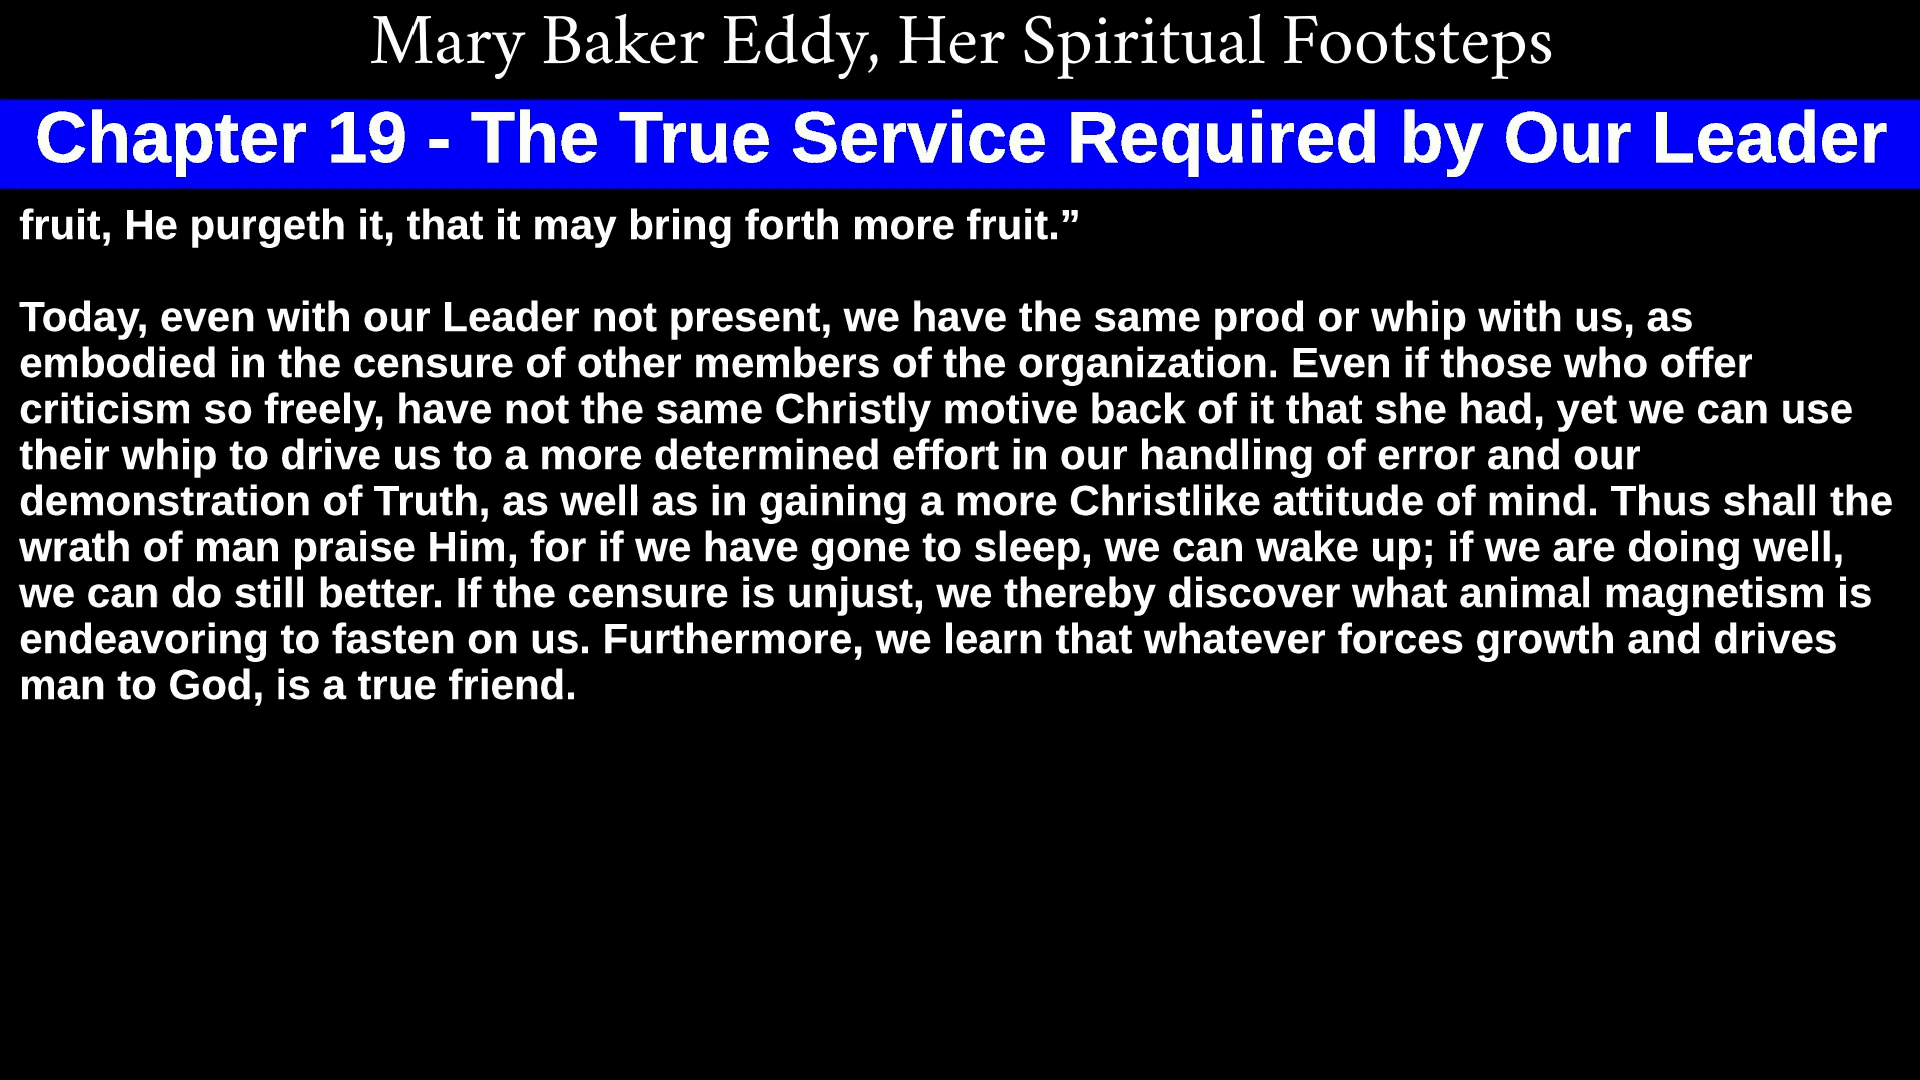 Mary Baker Eddy, Her Spiritual Footsteps
Chapter 19 - The True Service Required by Our Leader
fruit, He purgeth it, that it may bring forth more fruit.”
Today, even with our Leader not present, we have the same prod or whip with us, as
embodied in the censure of other members of the organization. Even if those who offer
criticism so freely, have not the same Christly motive back of it that she had, yet we can use
their whip to drive us to a more determined effort in our handling of error and our
demonstration of Truth, as well as in gaining a more Christlike attitude of mind. Thus shall the
wrath of man praise Him, for if we have gone to sleep, we can wake up; if we are doing well,
we can do still better. If the censure is unjust, we thereby discover what animal magnetism is
endeavoring to fasten on us. Furthermore, we learn that whatever forces growth and drives
man to God, is a true friend.